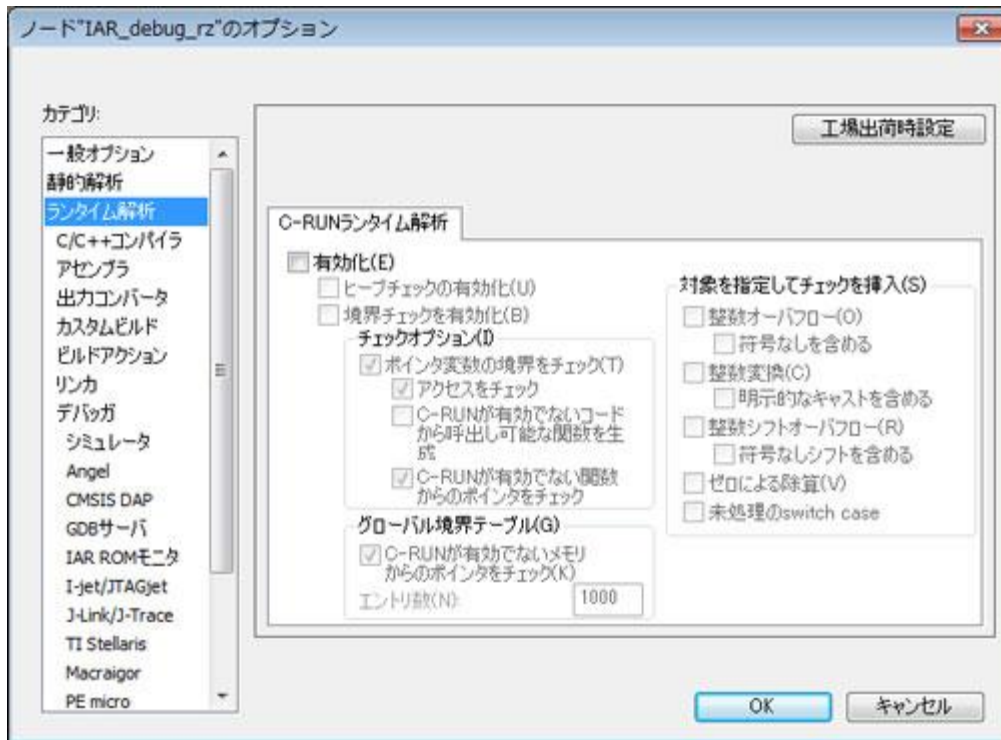 ノード"IAR_debug_rz"のオプション
カテゴリ:
一般オプション
静的解析
ランタイム解析
C/C++コンパイラ
アセンブラ
出力コンバータ
カスタムビルド
ビルドアクション
リンカ
デバッガ
シミュレータ
Angel
CMSIS DAP
GDBサーバ
IAR ROMモニタ
I-jet/JTAGjet
J-Link/J-Trace
TI Stellaris
Macraigor
PE micro
工場出荷時設定
C-RUNランタイム解析
有効化(E)
ヒープチェックの有効化(U)
境界チェックを有効化(B)
チェックオプション(I)
ポインタ変数の境界をチェック(T)
アクセスをチェック
C-RUNが有効でないコード
から呼出し可能な関数を生
成
C-RUNが有効でない関数
からのポインタをチェック
グローバル境界テーブル(G)
C-RUNが有効でないメモリ
からのポインタをチェック(K)
エントリ数(N):
1000
対象を指定してチェックを挿入(S)
整数オーバフロー(O)
符号なしを含める
整数変換(C)
明示的なキャストを含める
整数シフトオーバフロー(R)
符号なしシフトを含める
ゼロによる除算(V)
未処理のswitch case
OK
キャンセル